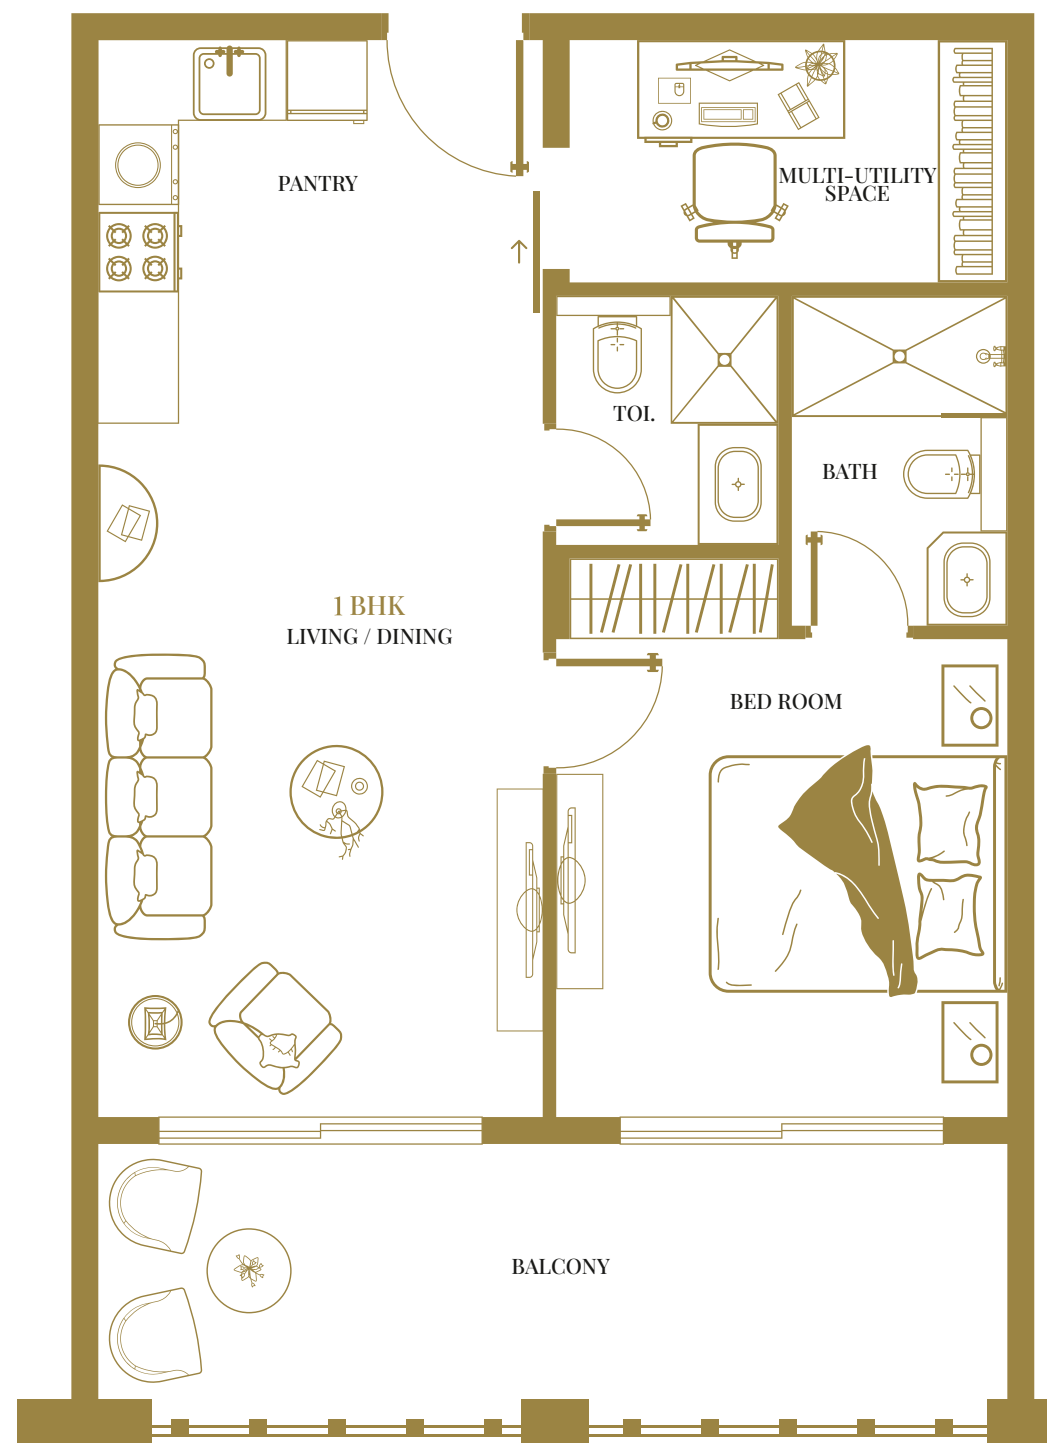 PANTRY
MULTI-UTILITY
SPACE
TOI.
BATH
1 BHK
LIVING / DINING
BED ROOM
BALCONY